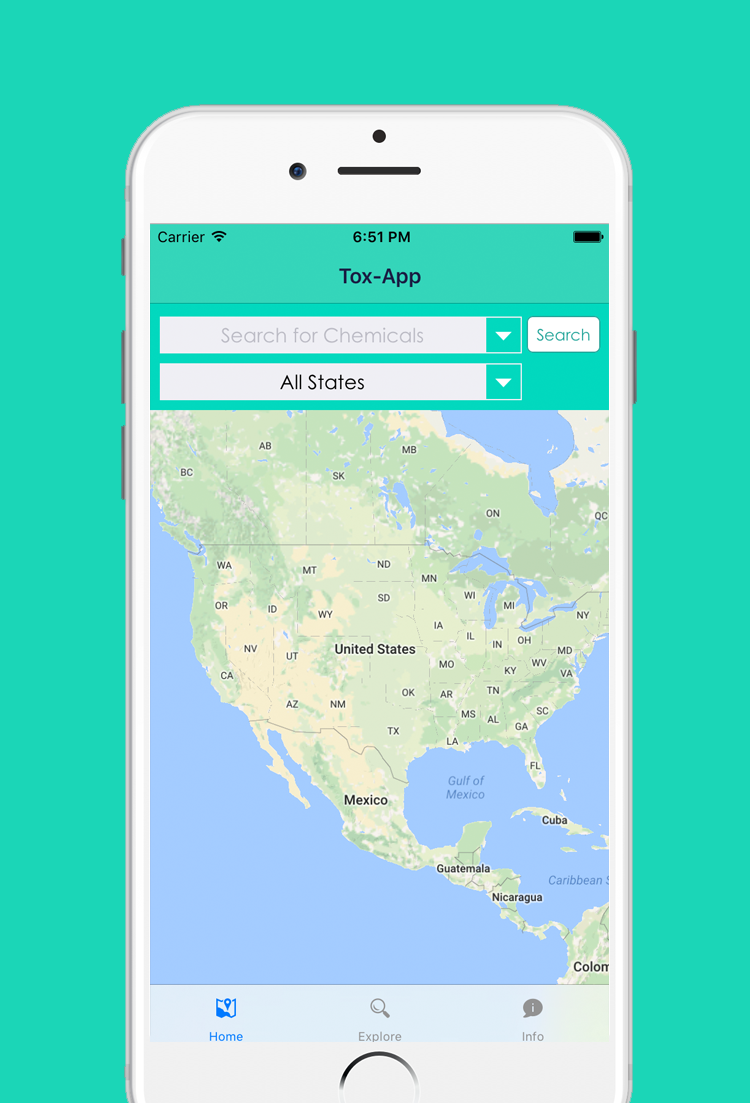 Carrier 6:51 PM
Tox-App
Search for Chemicals Search
All States
AB MB
BC SK
ON QC
WA MT ND
MN
OR ID WY SD WI MI NY
IA
NV UT United States IL IN OH MD
CA MO KY WV VA
AZ NM OK AR TN
MS AL GA SC
TX LA
FL
Gulf of
Mexico
Mexico
Cuba
Guatemala
Caribbean S
Nicaragua
Colom
Home Explore Info